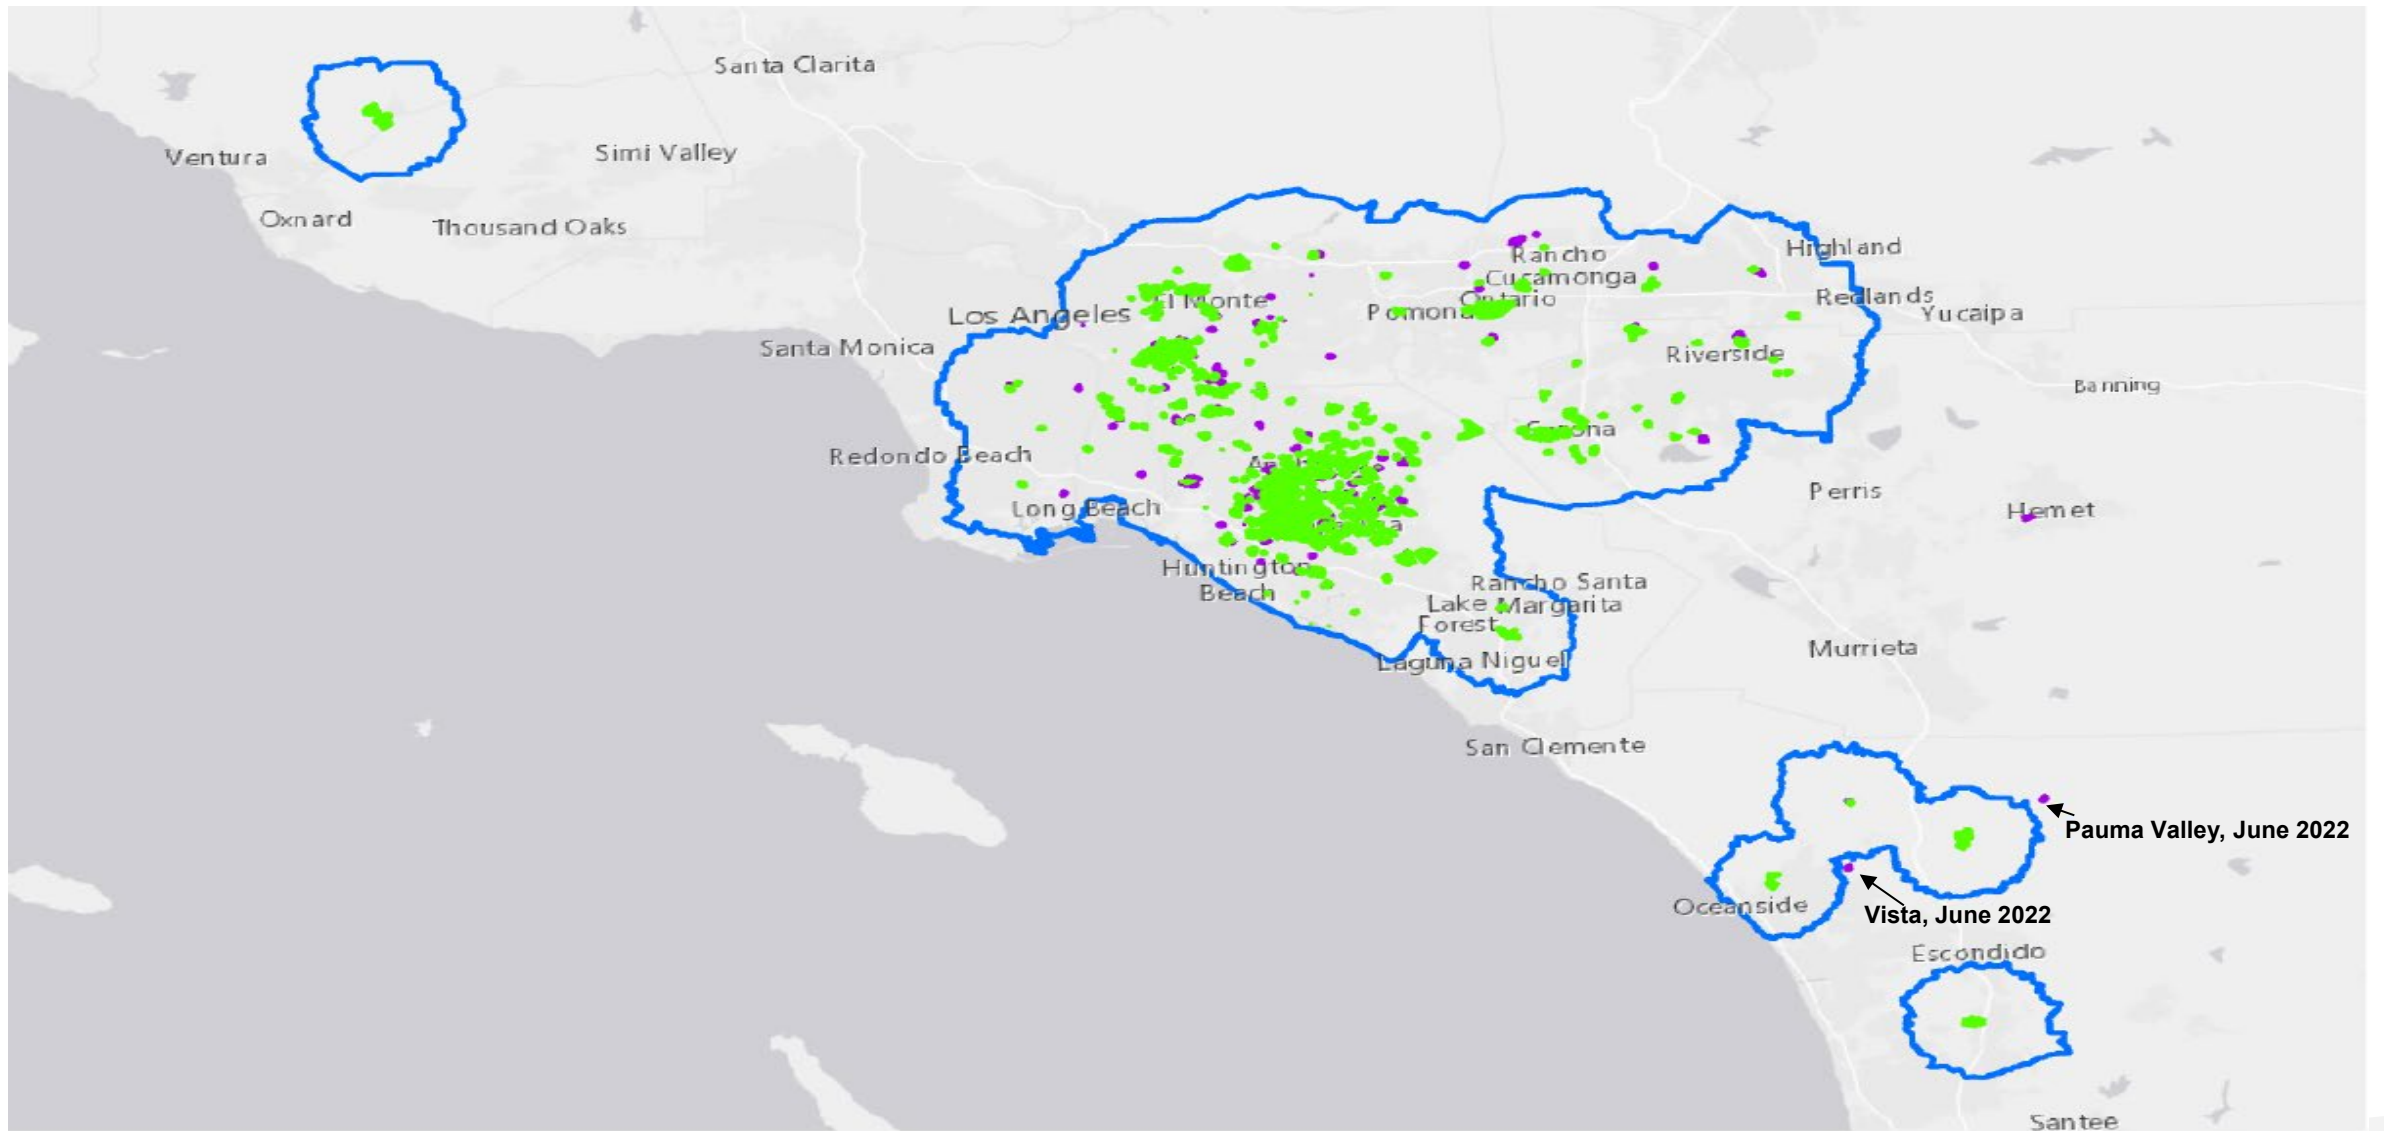 Santa Clarita
Ventura
Simi Valley
Oxnard
Thousand Oaks
Highland
Rancho
Cucamonga
El Monte
Ontario
Redlands
Los Angeles
Pomona
Yucaipa
Santa Monica
Riverside
Banning
Corona
Redondo Beach
Perris
Long Beach
Hemet
Huntington
Beach
Rancho Santa
Margarita
Lake
Forest
Laguna Niguel
Murrieta
San Clemente
Pauma Valley, June 2022
Oceanside
Vista, June 2022
Escondido
Santee